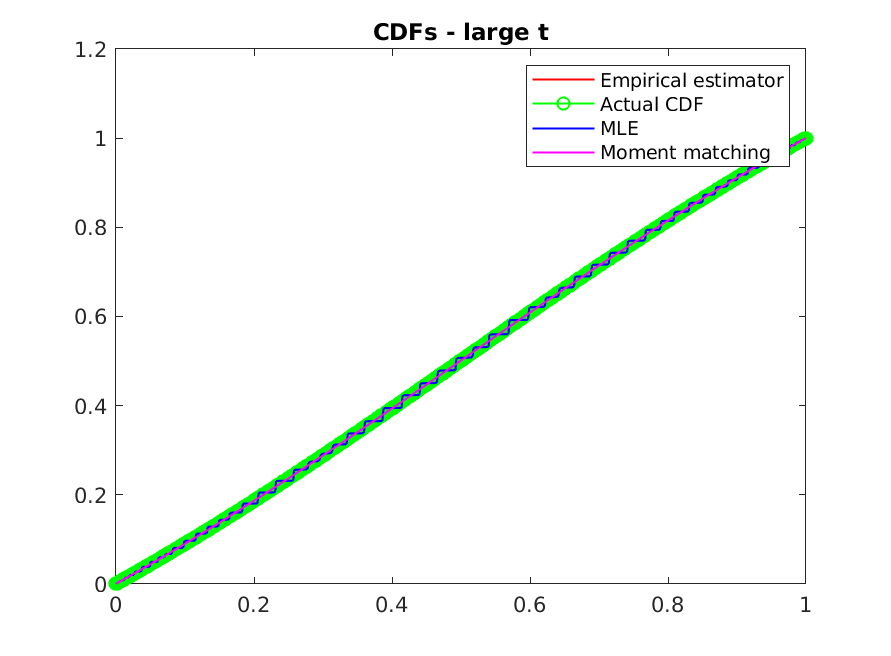 CDFs - large t
1.2
Empirical estimator
Actual CDF
MLE
Moment matching
1
0.8
0.6
0.4
0.2
0
0 0.2 0.4 0.6 0.8 1